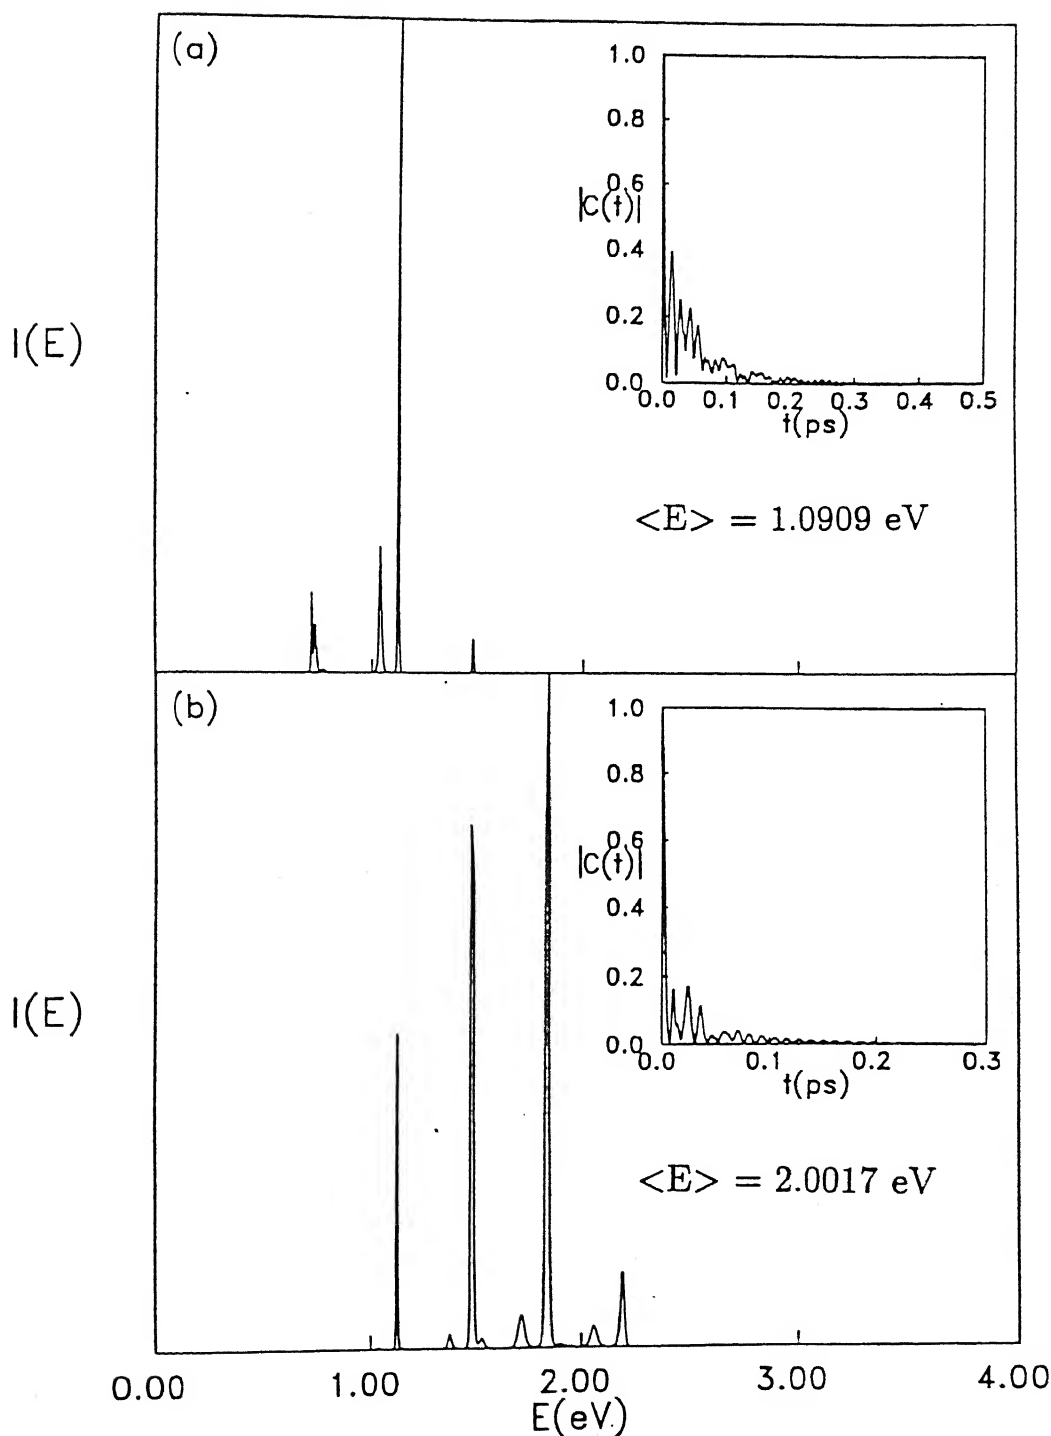 (a)
1.0
0.8
0.6
|C(t)|
0.4
0.2
0.0
0.0 0.1 0.2 0.3 0.4 0.5
t(ps)
I(E)
<E> = 1.0909 eV
(b)
1.0
0.8
0.6
|C(t)|
0.4
0.2
0.0
0.0 0.1 0.2 0.3
t(ps)
I(E)
<E> = 2.0017 eV
0.00 1.00 2.00 3.00 4.00
E(eV)